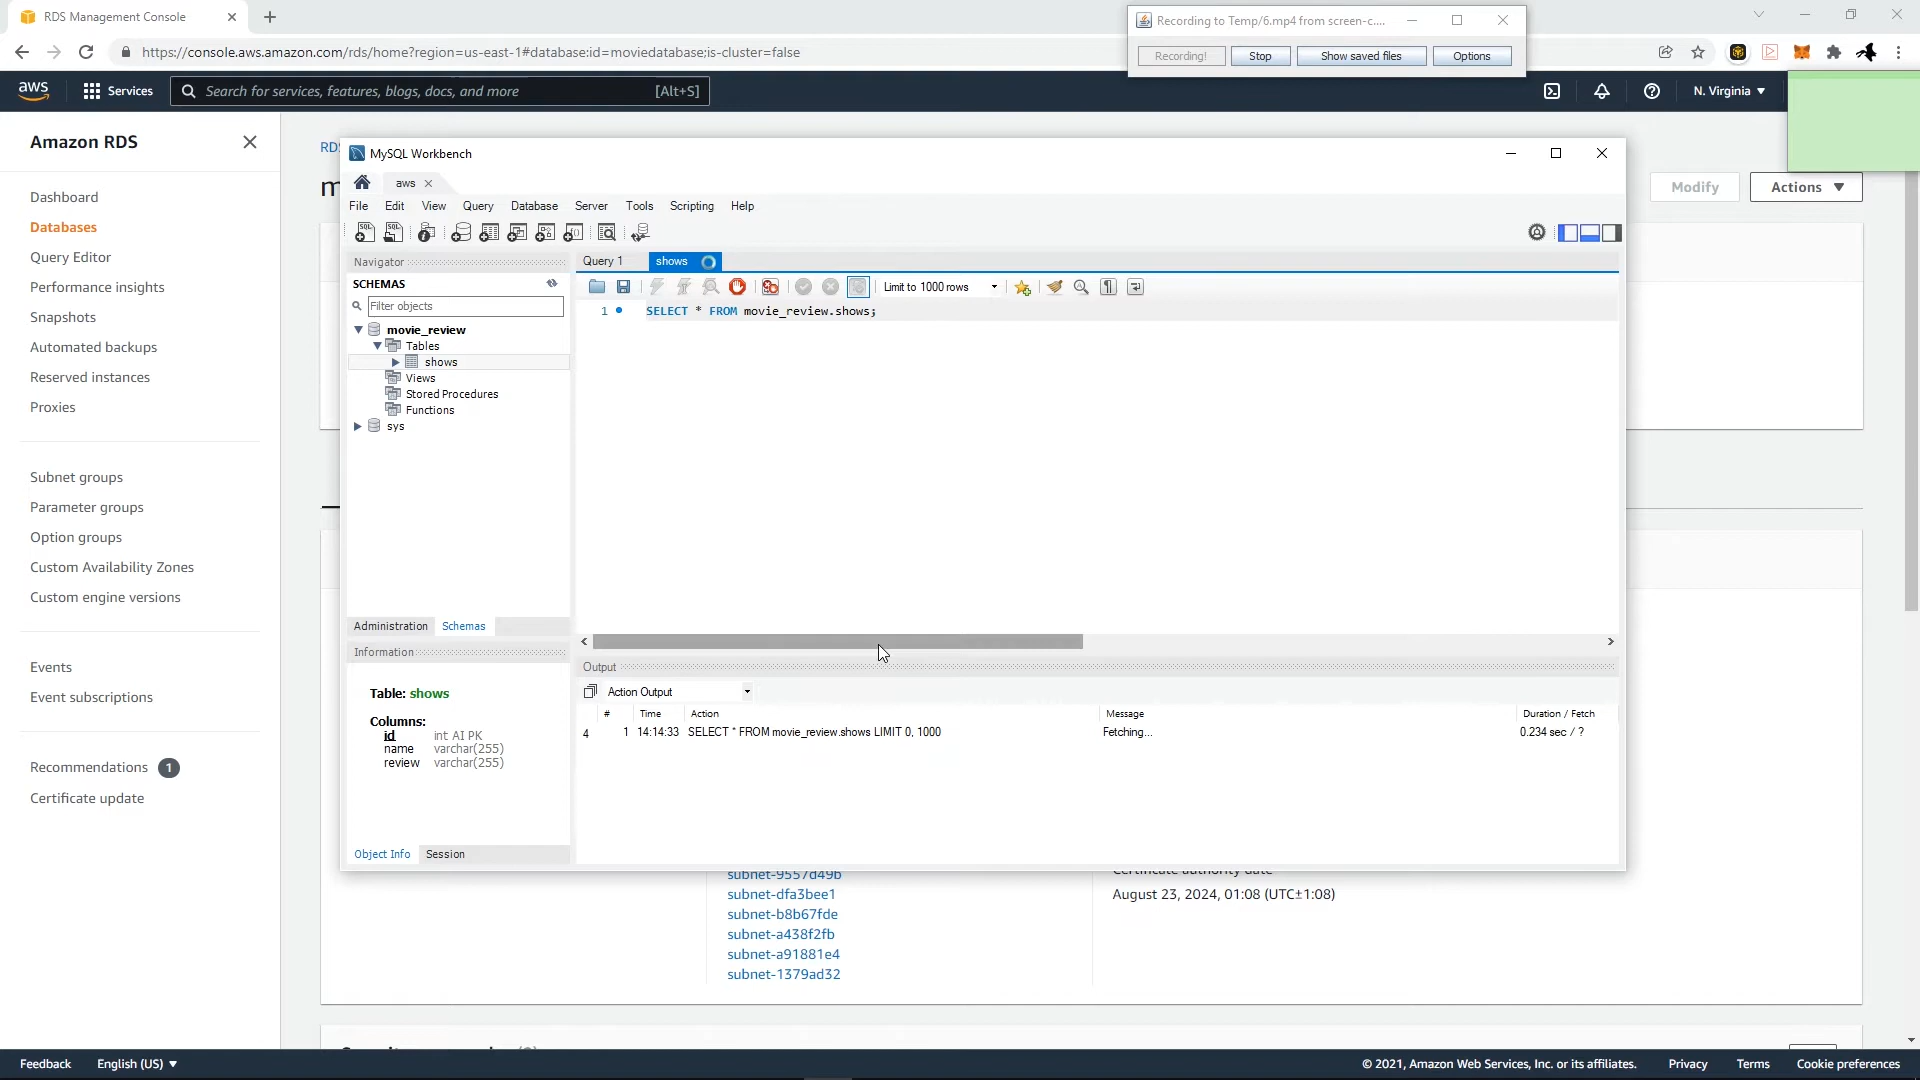 RDS Management Console
Recording to Temp/6.mp4 from screen-c....
https://console.aws.amazon.com/rds/home?region=us-east-1#database:id=moviedatabase;is-cluster=false
Recording!
Stop
Show saved files
Options
aws
Services
Search for services, features, blogs, docs, and more
[Alt+S]
N. Virginia
Amazon RDS
Dashboard
Databases
Query Editor
Performance insights
Snapshots
Automated backups
Reserved instances
Proxies
Subnet groups
Parameter groups
Option groups
Custom Availability Zones
Custom engine versions
Events
Event subscriptions
Recommendations 1
Certificate update
RDS
m
Modify
Actions
MySQL Workbench
aws
File Edit View Query Database Server Tools Scripting Help
Navigator
SCHEMAS
Filter objects
movie_review
Tables
shows
Views
Stored Procedures
Functions
sys
Administration Schemas
Information
Table: shows
Columns:
id int AI PK
name varchar(255)
review varchar(255)
Object Info Session
Query 1 shows
Limit to 1000 rows
1 SELECT * FROM movie_review.shows;
Output
Action Output
# Time Action Message Duration / Fetch
4 1 14:14:33 SELECT * FROM movie_review.shows LIMIT 0, 1000 Fetching... 0.234 sec / ?
subnet-9557d49b
subnet-dfa3bee1
subnet-b8b67fde
subnet-a438f2fb
subnet-a91881e4
subnet-1379ad32
Certificate authority date
August 23, 2024, 01:08 (UTC±1:08)
Feedback
English (US)
© 2021, Amazon Web Services, Inc. or its affiliates.
Privacy
Terms
Cookie preferences